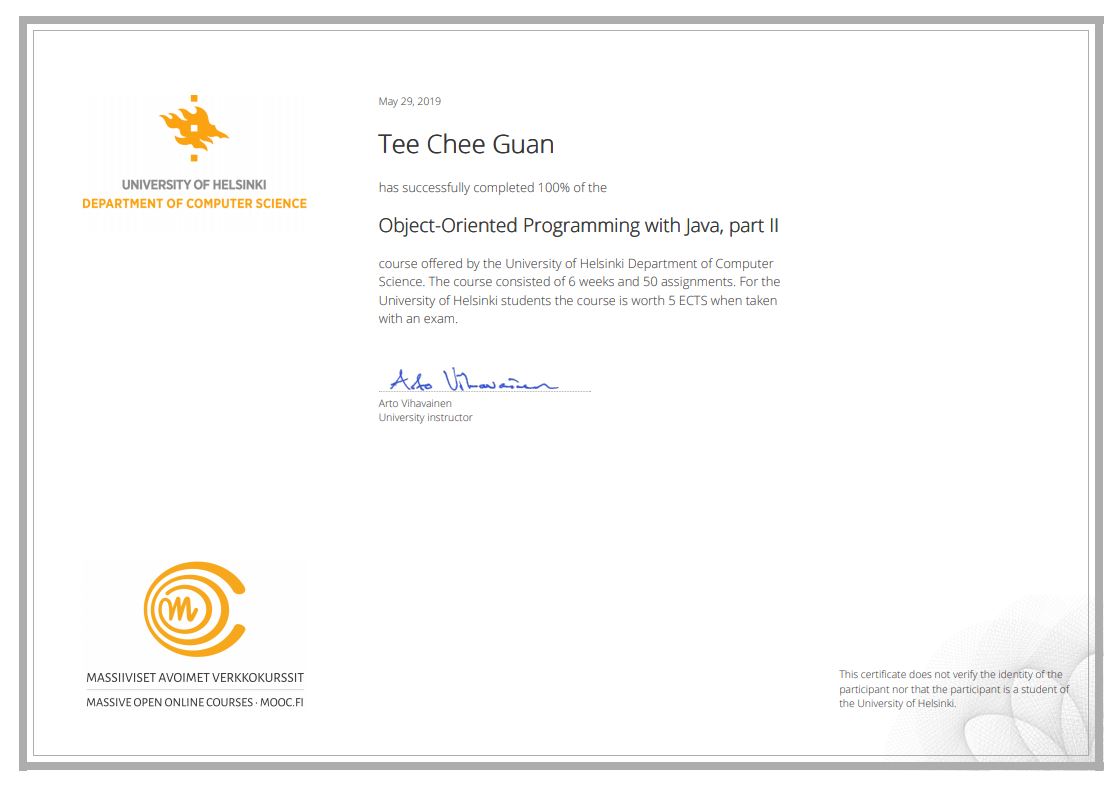 UNIVERSITY OF HELSINKI
DEPARTMENT OF COMPUTER SCIENCE
May 29, 2019
Tee Chee Guan
has successfully completed 100% of the
Object-Oriented Programming with Java, part II
course offered by the University of Helsinki Department of Computer
Science. The course consisted of 6 weeks and 50 assignments. For the
University of Helsinki students the course is worth 5 ECTS when taken
with an exam.
Arto Vihavainen
Arto Vihavainen
University instructor
m
MASSIIVISET AVOIMET VERKKOKURSSIT
MASSIVE OPEN ONLINE COURSES · MOOC.FI
This certificate does not verify the identity of the
participant nor that the participant is a student of
the University of Helsinki.